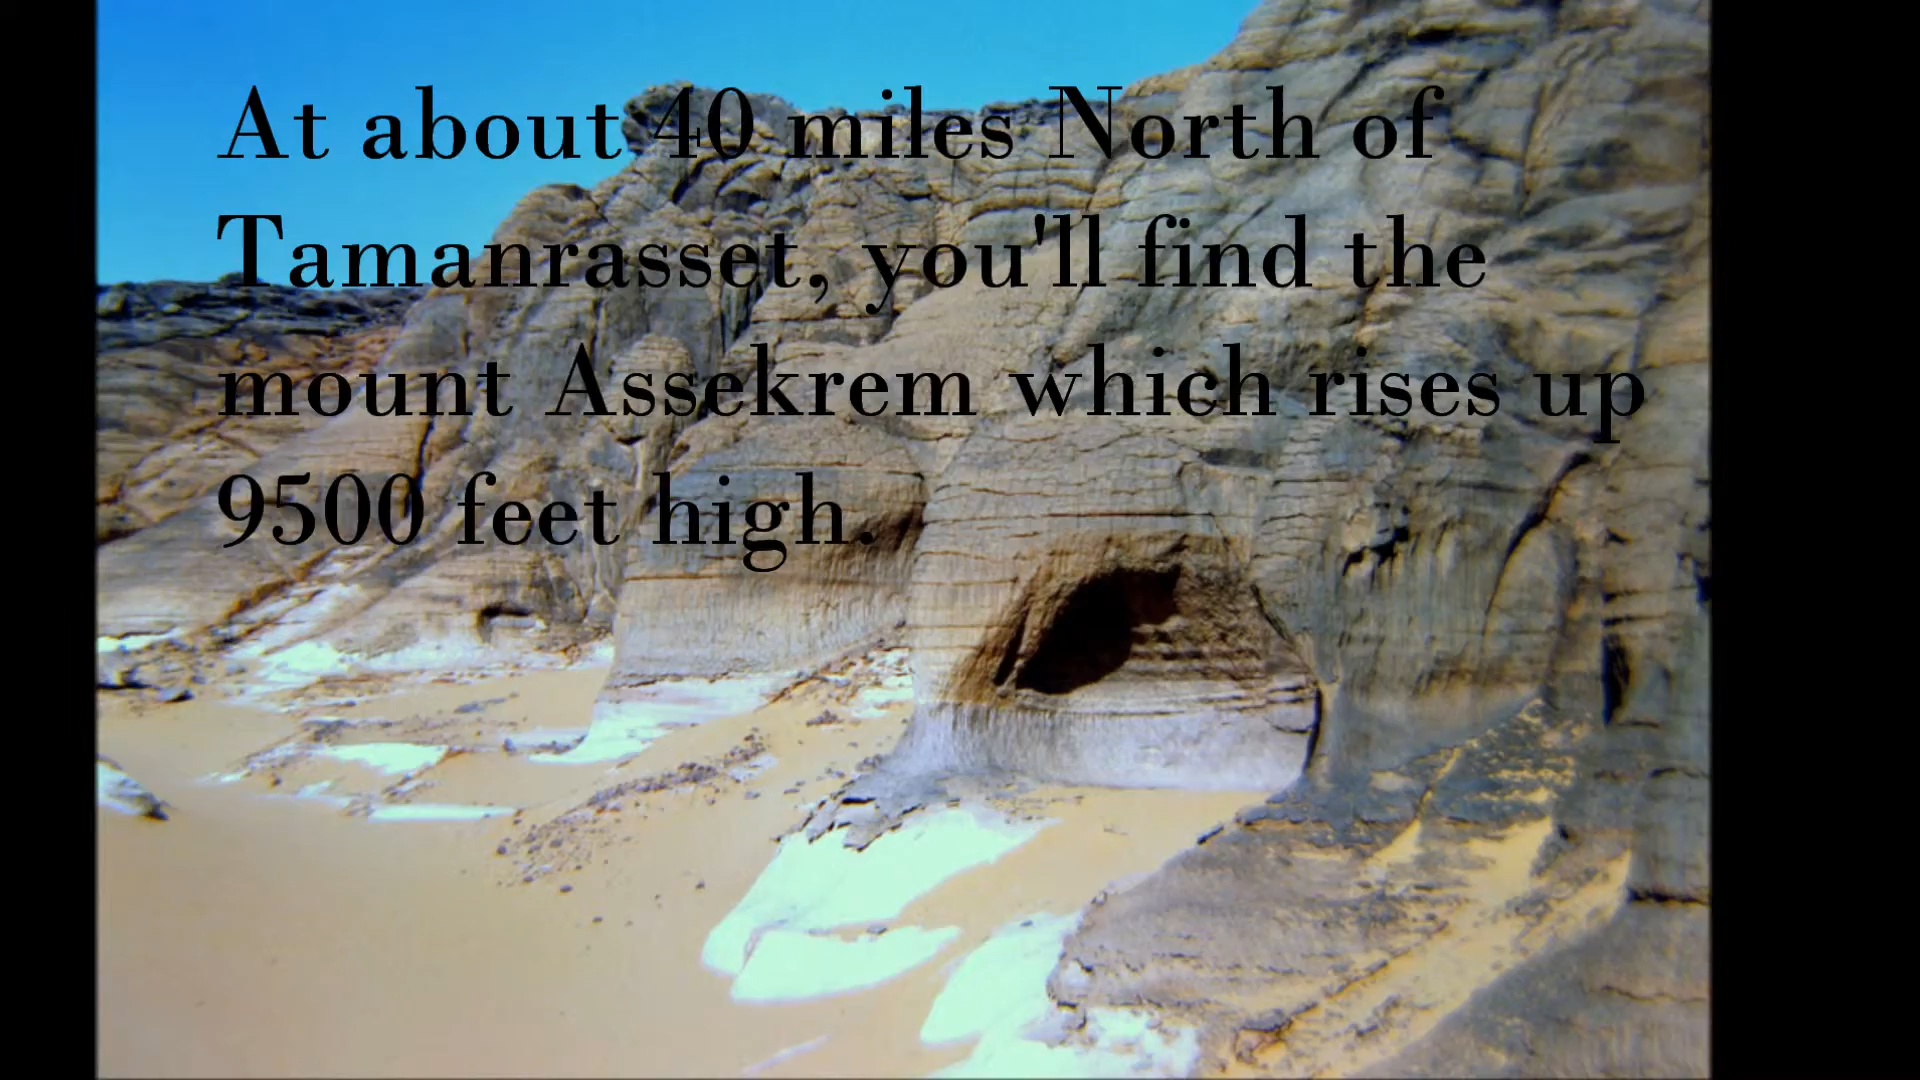 At about 40 miles North of
Tamanrasset, you'll find the
mount Assekrem which rises up
9500 feet high.